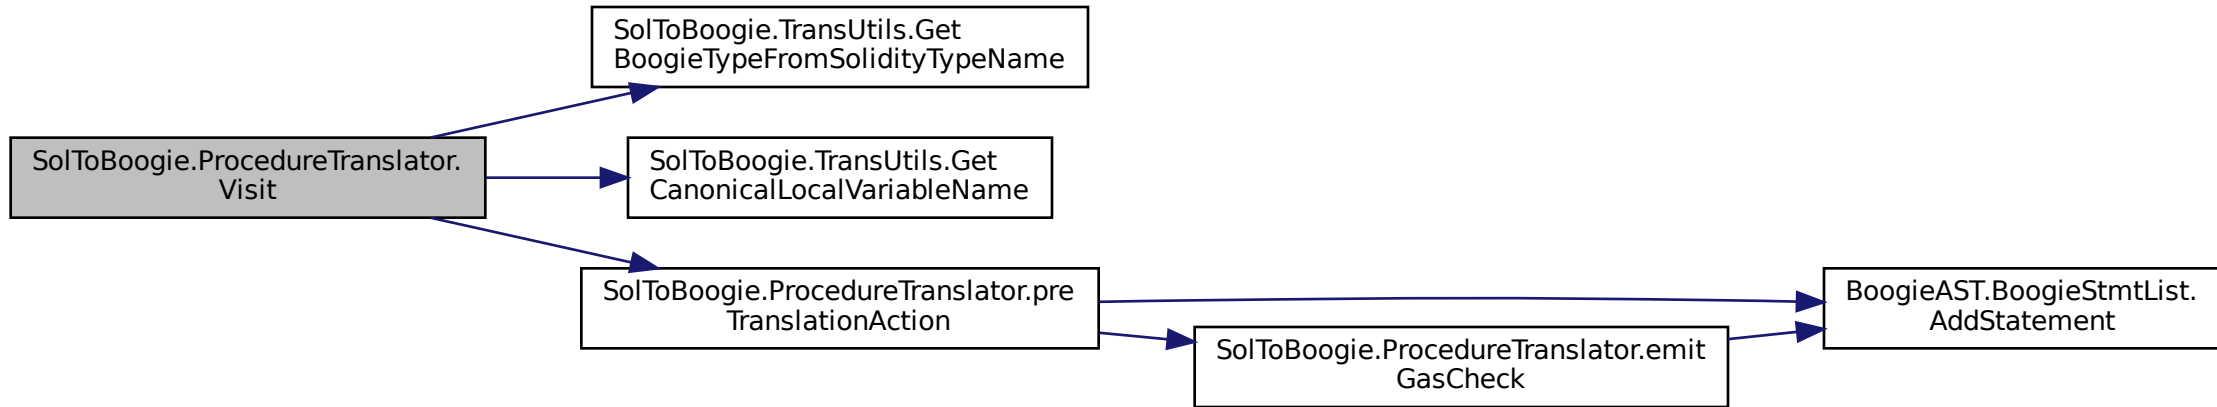 SolToBoogie.TransUtils.Get
BoogieTypeFromSolidityTypeName
SolToBoogie.ProcedureTranslator.
Visit
SolToBoogie.TransUtils.Get
CanonicalLocalVariableName
SolToBoogie.ProcedureTranslator.pre
TranslationAction
BoogieAST.BoogieStmtList.
AddStatement
SolToBoogie.ProcedureTranslator.emit
GasCheck